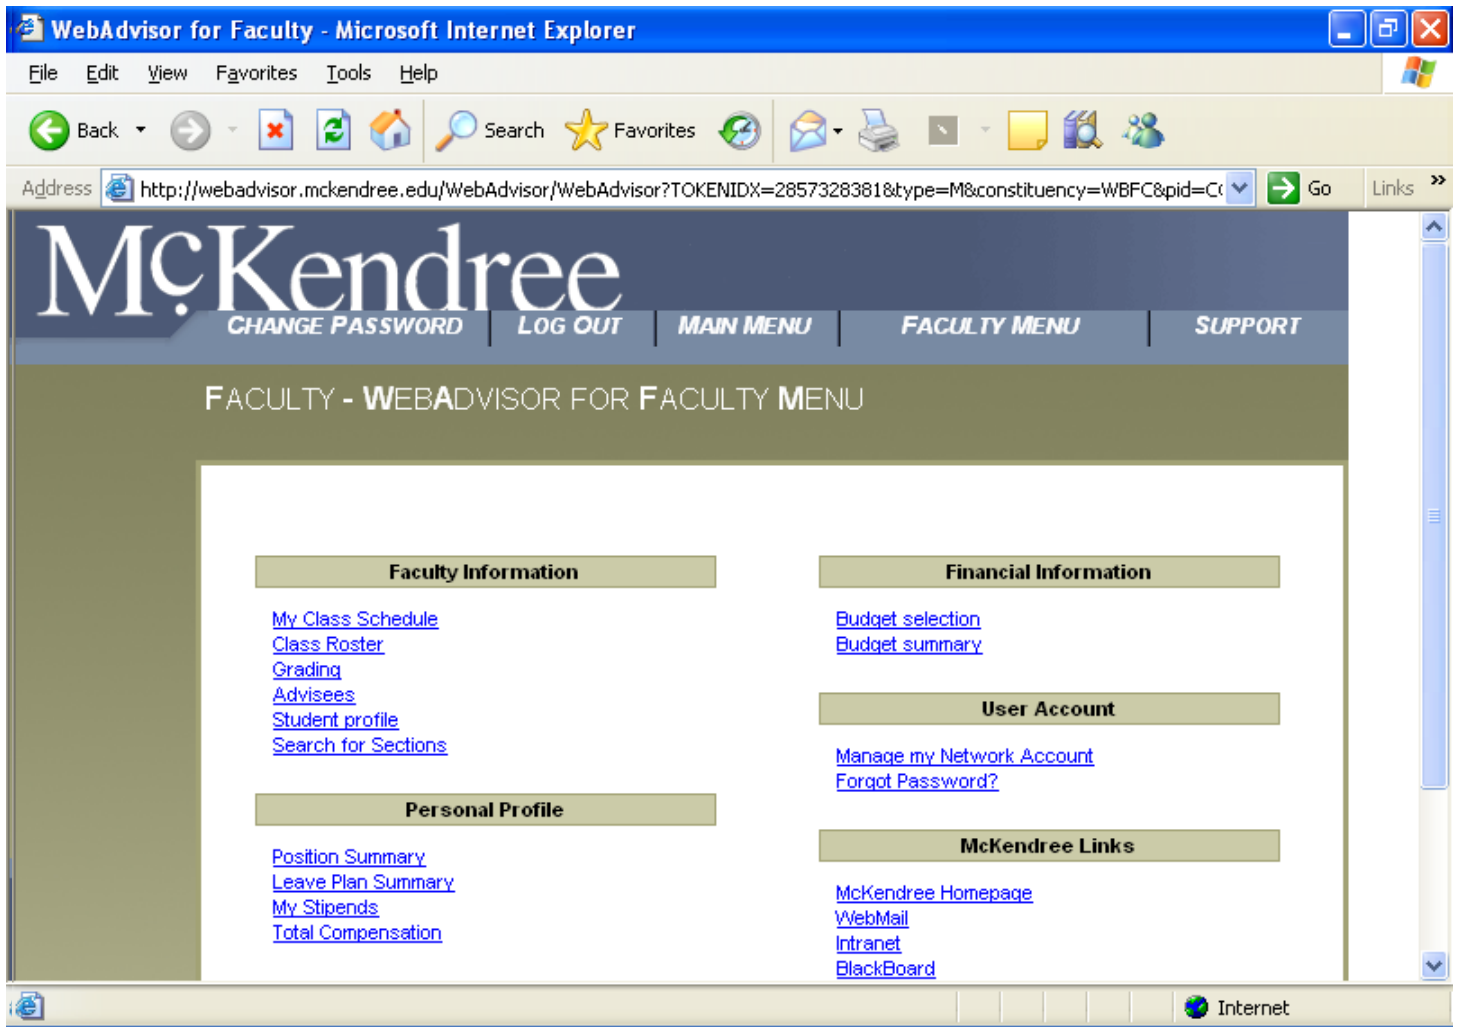 WebAdvisor for Faculty - Microsoft Internet Explorer
File Edit View Favorites Tools Help
Back Search Favorites
Address http://webadvisor.mckendree.edu/WebAdvisor/WebAdvisor?TOKENIDX=2857328381&type=M&constituency=WBFC&pid=C Go Links »
McKendree
CHANGE PASSWORD LOG OUT MAIN MENU FACULTY MENU SUPPORT
FACULTY - WEBADVISOR FOR FACULTY MENU
Faculty Information
My Class Schedule
Class Roster
Grading
Advisees
Student profile
Search for Sections
Personal Profile
Position Summary
Leave Plan Summary
My Stipends
Total Compensation
Financial Information
Budget selection
Budget summary
User Account
Manage my Network Account
Forgot Password?
McKendree Links
McKendree Homepage
WebMail
Intranet
BlackBoard
Internet